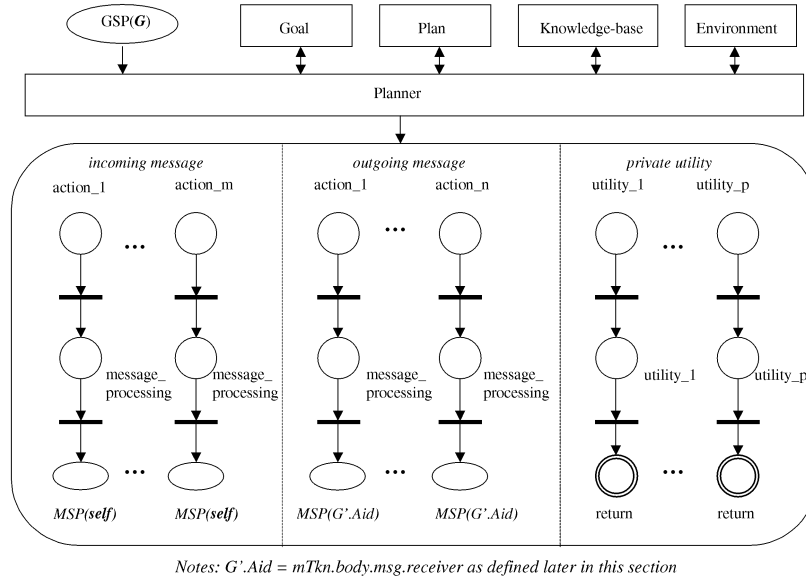 GSP(G)
Goal
Plan
Knowledge-base
Environment
Planner
incoming message
outgoing message
private utility
action_1
action_m
action_1
action_n
utility_1
utility_p
...
...
...
message_
processing
message_
processing
message_
processing
message_
processing
utility_1
utility_p
...
...
...
MSP(self)
MSP(self)
MSP(G'.Aid)
MSP(G'.Aid)
return
return
Notes: G'.Aid = mTkn.body.msg.receiver as defined later in this section